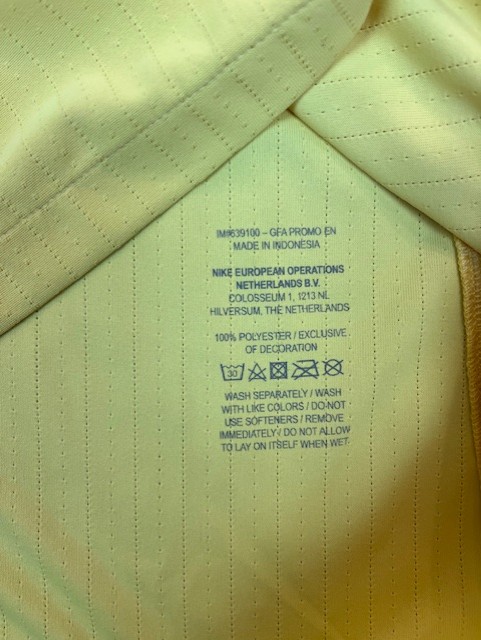 IM#639100 – GFA PROMO EN
MADE IN INDONESIA
NIKE EUROPEAN OPERATIONS
NETHERLANDS B.V.
COLOSSEUM 1, 1213 NL
HILVERSUM, THE NETHERLANDS
100% POLYESTER / EXCLUSIVE
OF DECORATION
30
WASH SEPARATELY / WASH
WITH LIKE COLORS / DO NOT
USE SOFTENERS / REMOVE
IMMEDIATELY / DO NOT ALLOW
TO LAY ON ITSELF WHEN WET